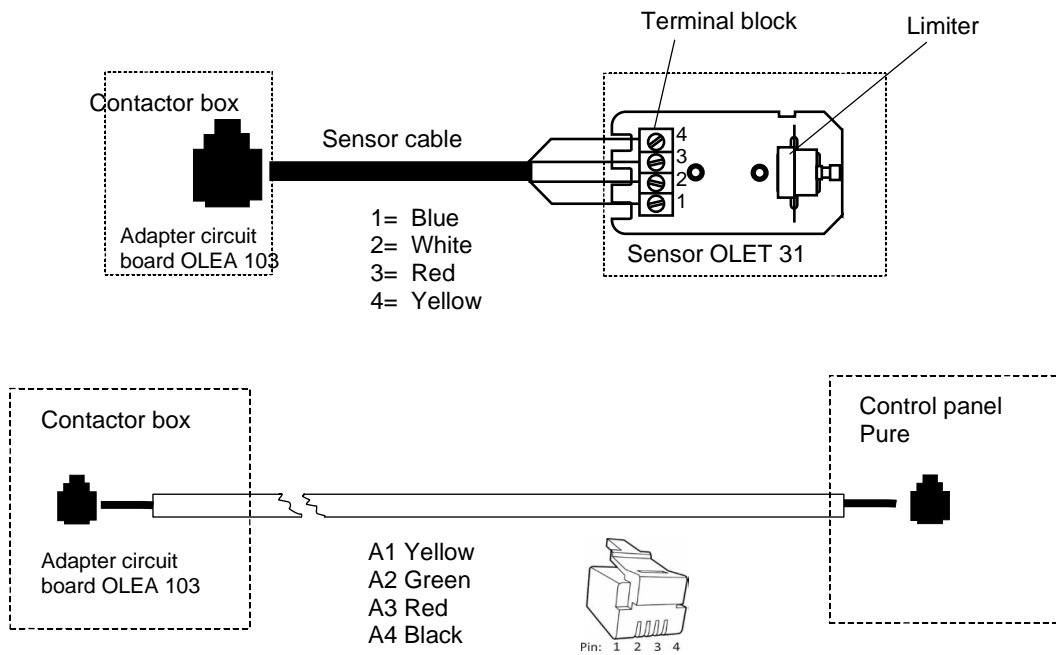 Terminal block
Limiter
Contactor box
Sensor cable
4
3
2
1
1= Blue
2= White
3= Red
4= Yellow
Adapter circuit
board OLEA 103
Sensor OLET 31
Contactor box
Control panel
Pure
Adapter circuit
board OLEA 103
A1 Yellow
A2 Green
A3 Red
A4 Black
Pin: 1 2 3 4